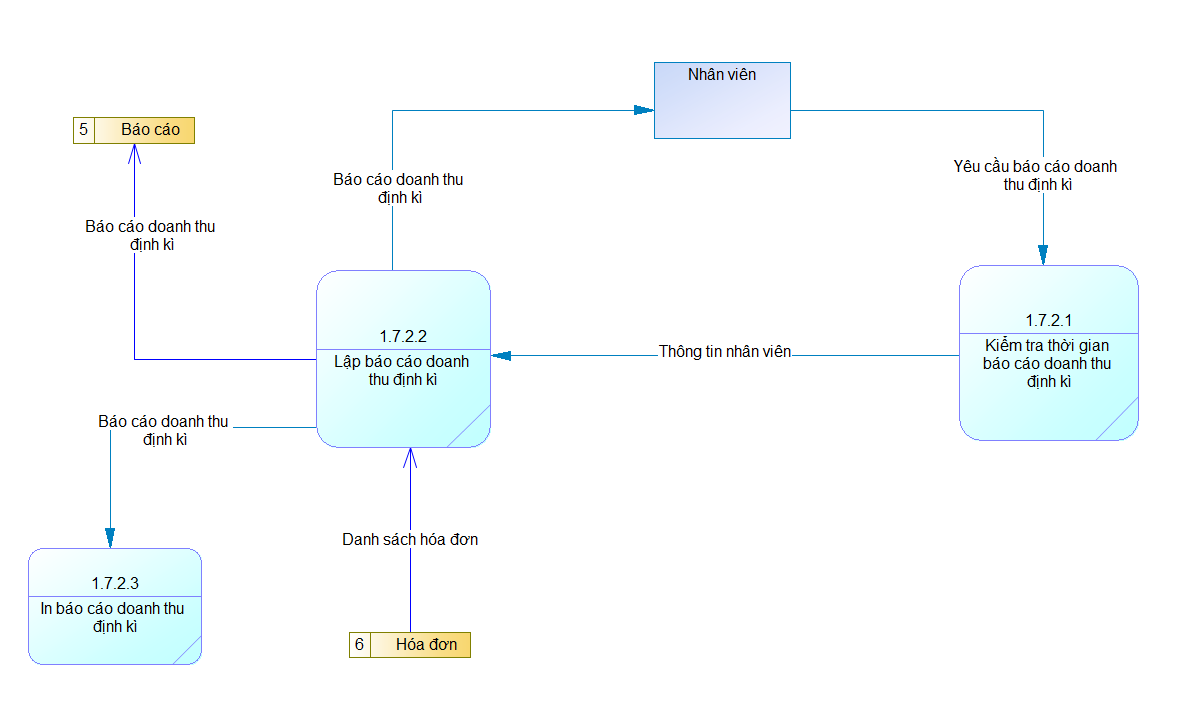 Nhân viên
5 Báo cáo
Yêu cầu báo cáo doanh
thu định kì
Báo cáo doanh thu
định kì
Báo cáo doanh thu
định kì
1.7.2.1
Kiểm tra thời gian
báo cáo doanh thu
định kì
1.7.2.2
Lập báo cáo doanh
thu định kì
Thông tin nhân viên
Báo cáo doanh thu
định kì
Danh sách hóa đơn
1.7.2.3
In báo cáo doanh thu
định kì
6 Hóa đơn